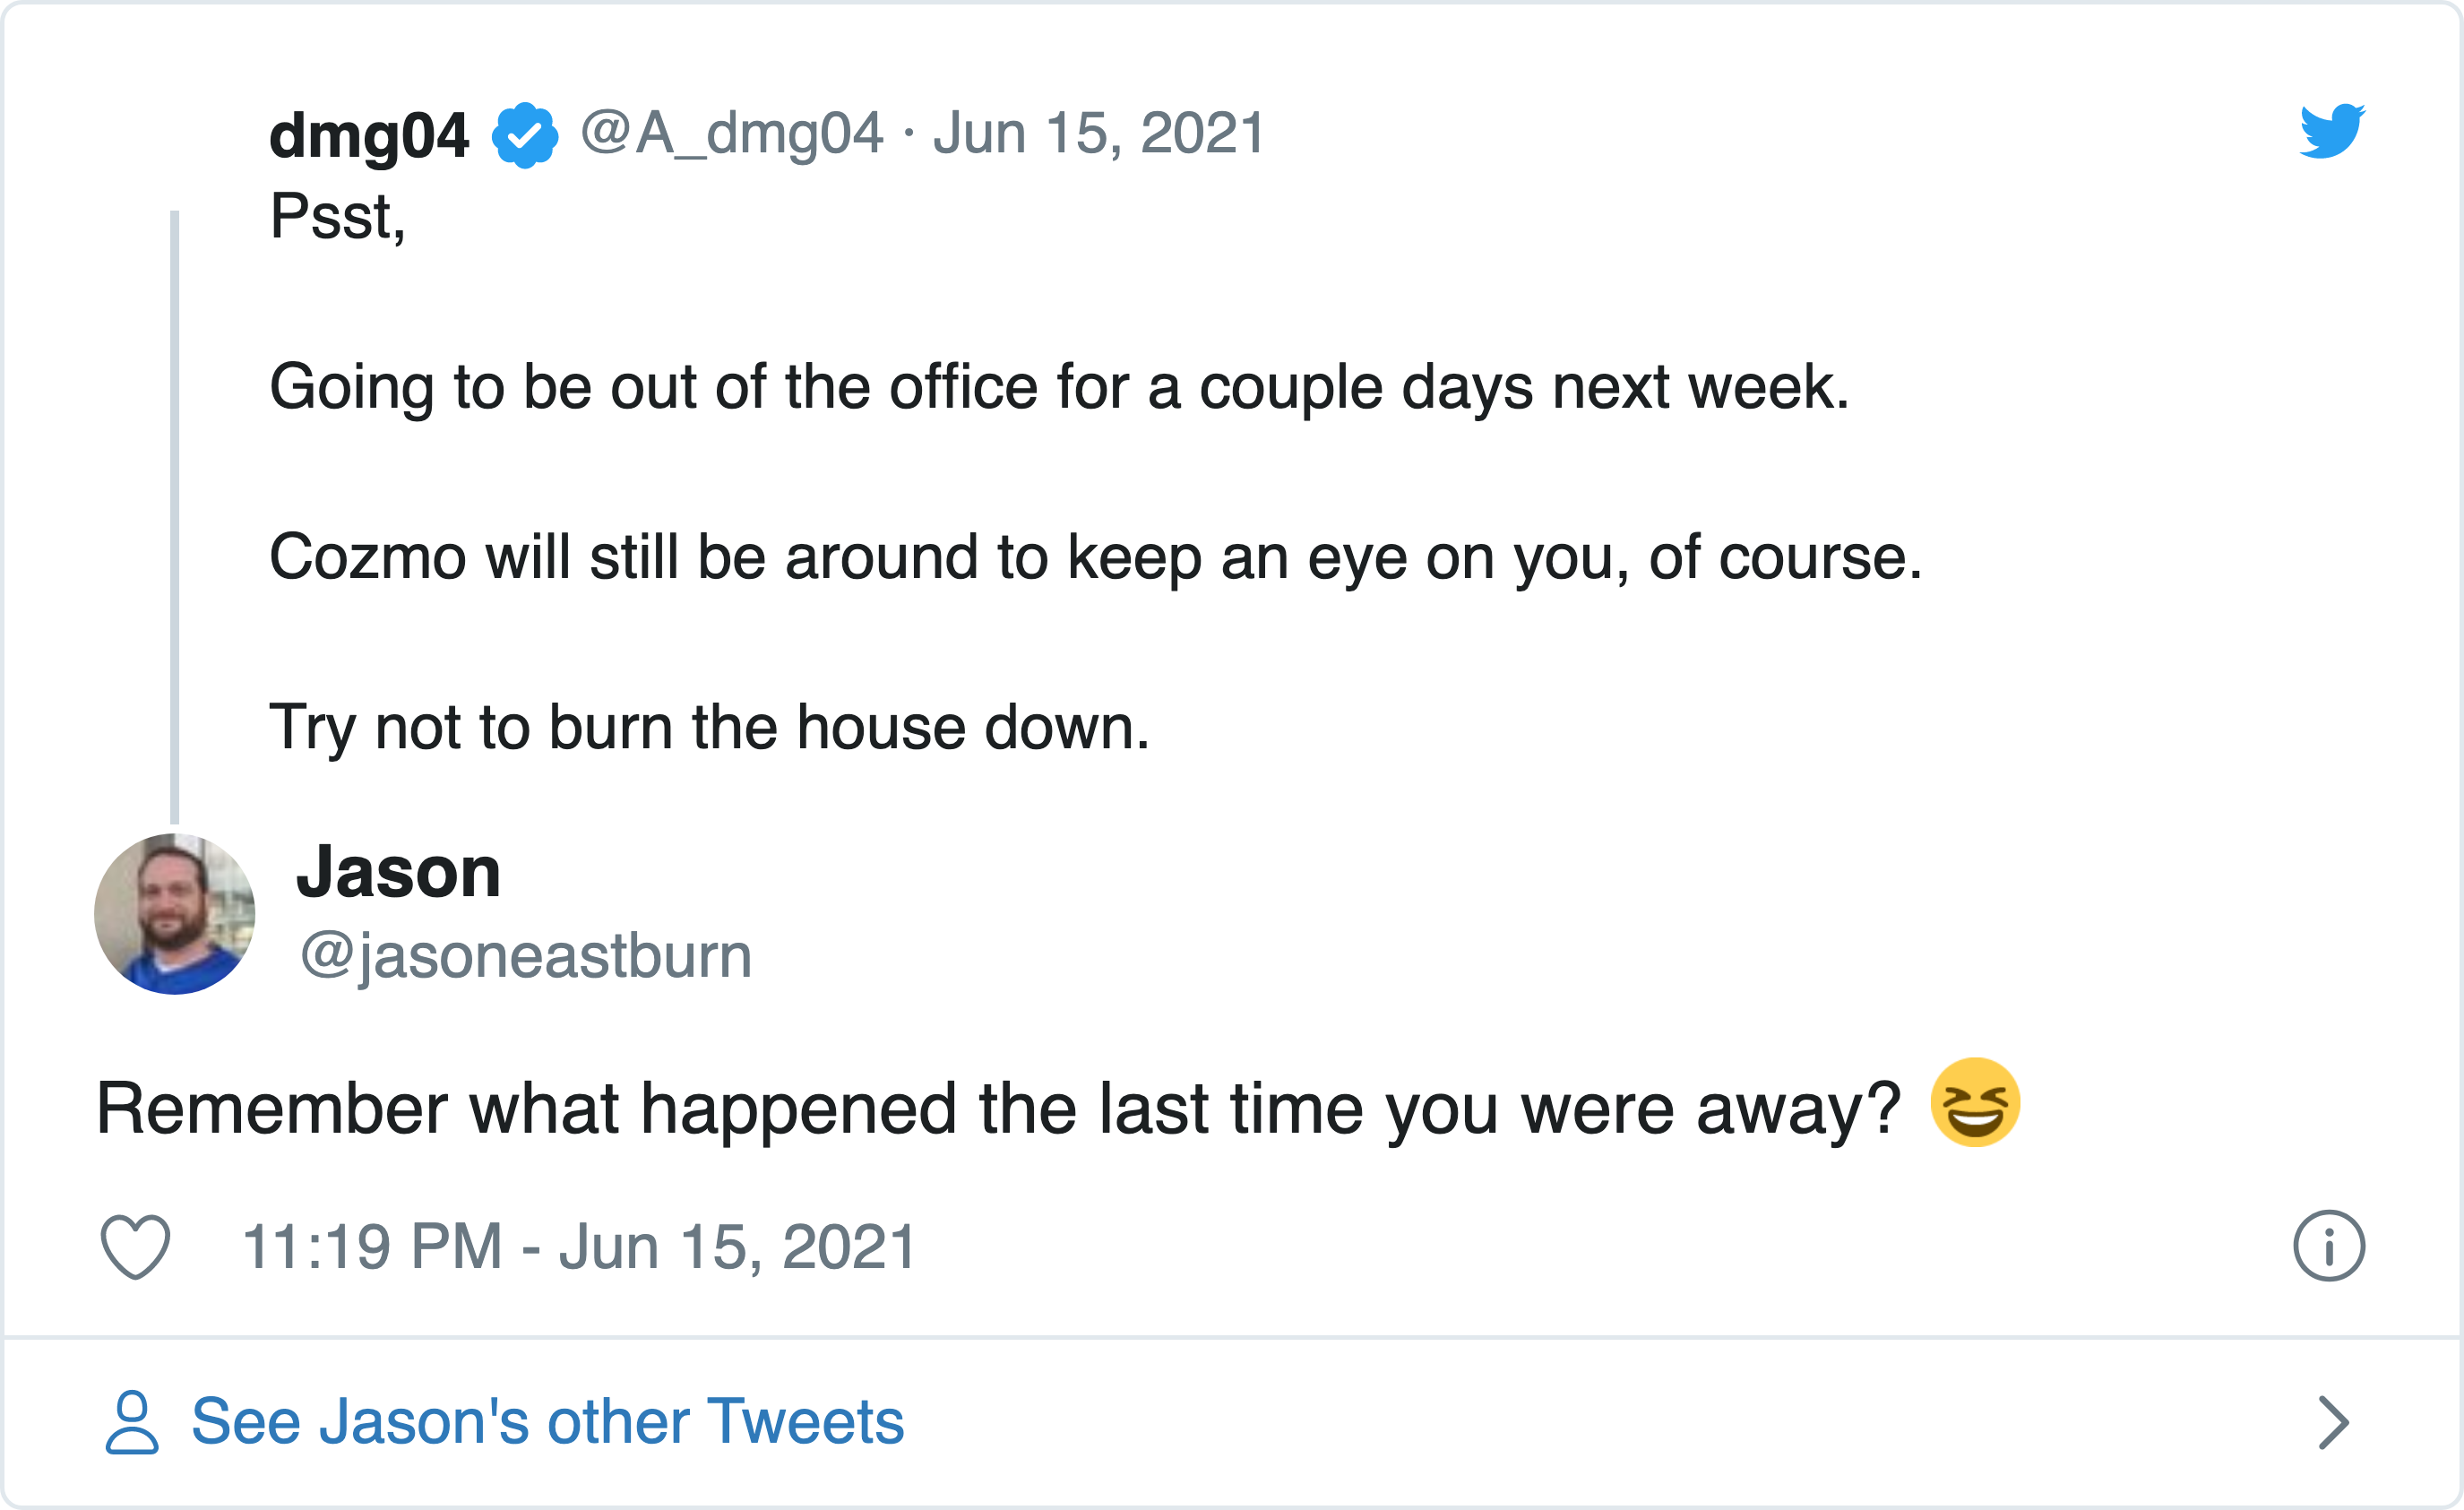 dmg04 @A_dmg04 · Jun 15, 2021
Psst,
Going to be out of the office for a couple days next week.
Cozmo will still be around to keep an eye on you, of course.
Try not to burn the house down.
Jason
@jasoneastburn
Remember what happened the last time you were away? 😆
11:19 PM - Jun 15, 2021
See Jason's other Tweets